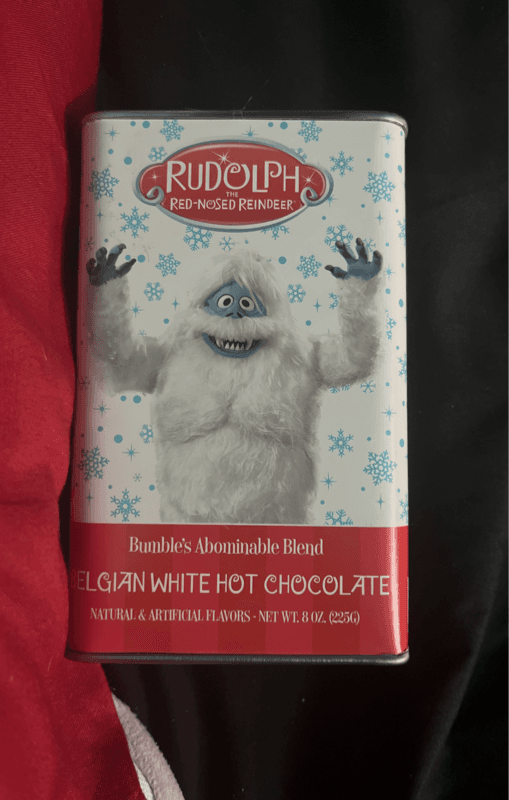 RUDOLPH
THE
RED-NOSED REINDEER
Bumble's Abominable Blend
ELGIAN WHITE HOT CHOCOLATE
NATURAL & ARTIFICIAL FLAVORS - NET WT. 8 OZ. (225G)